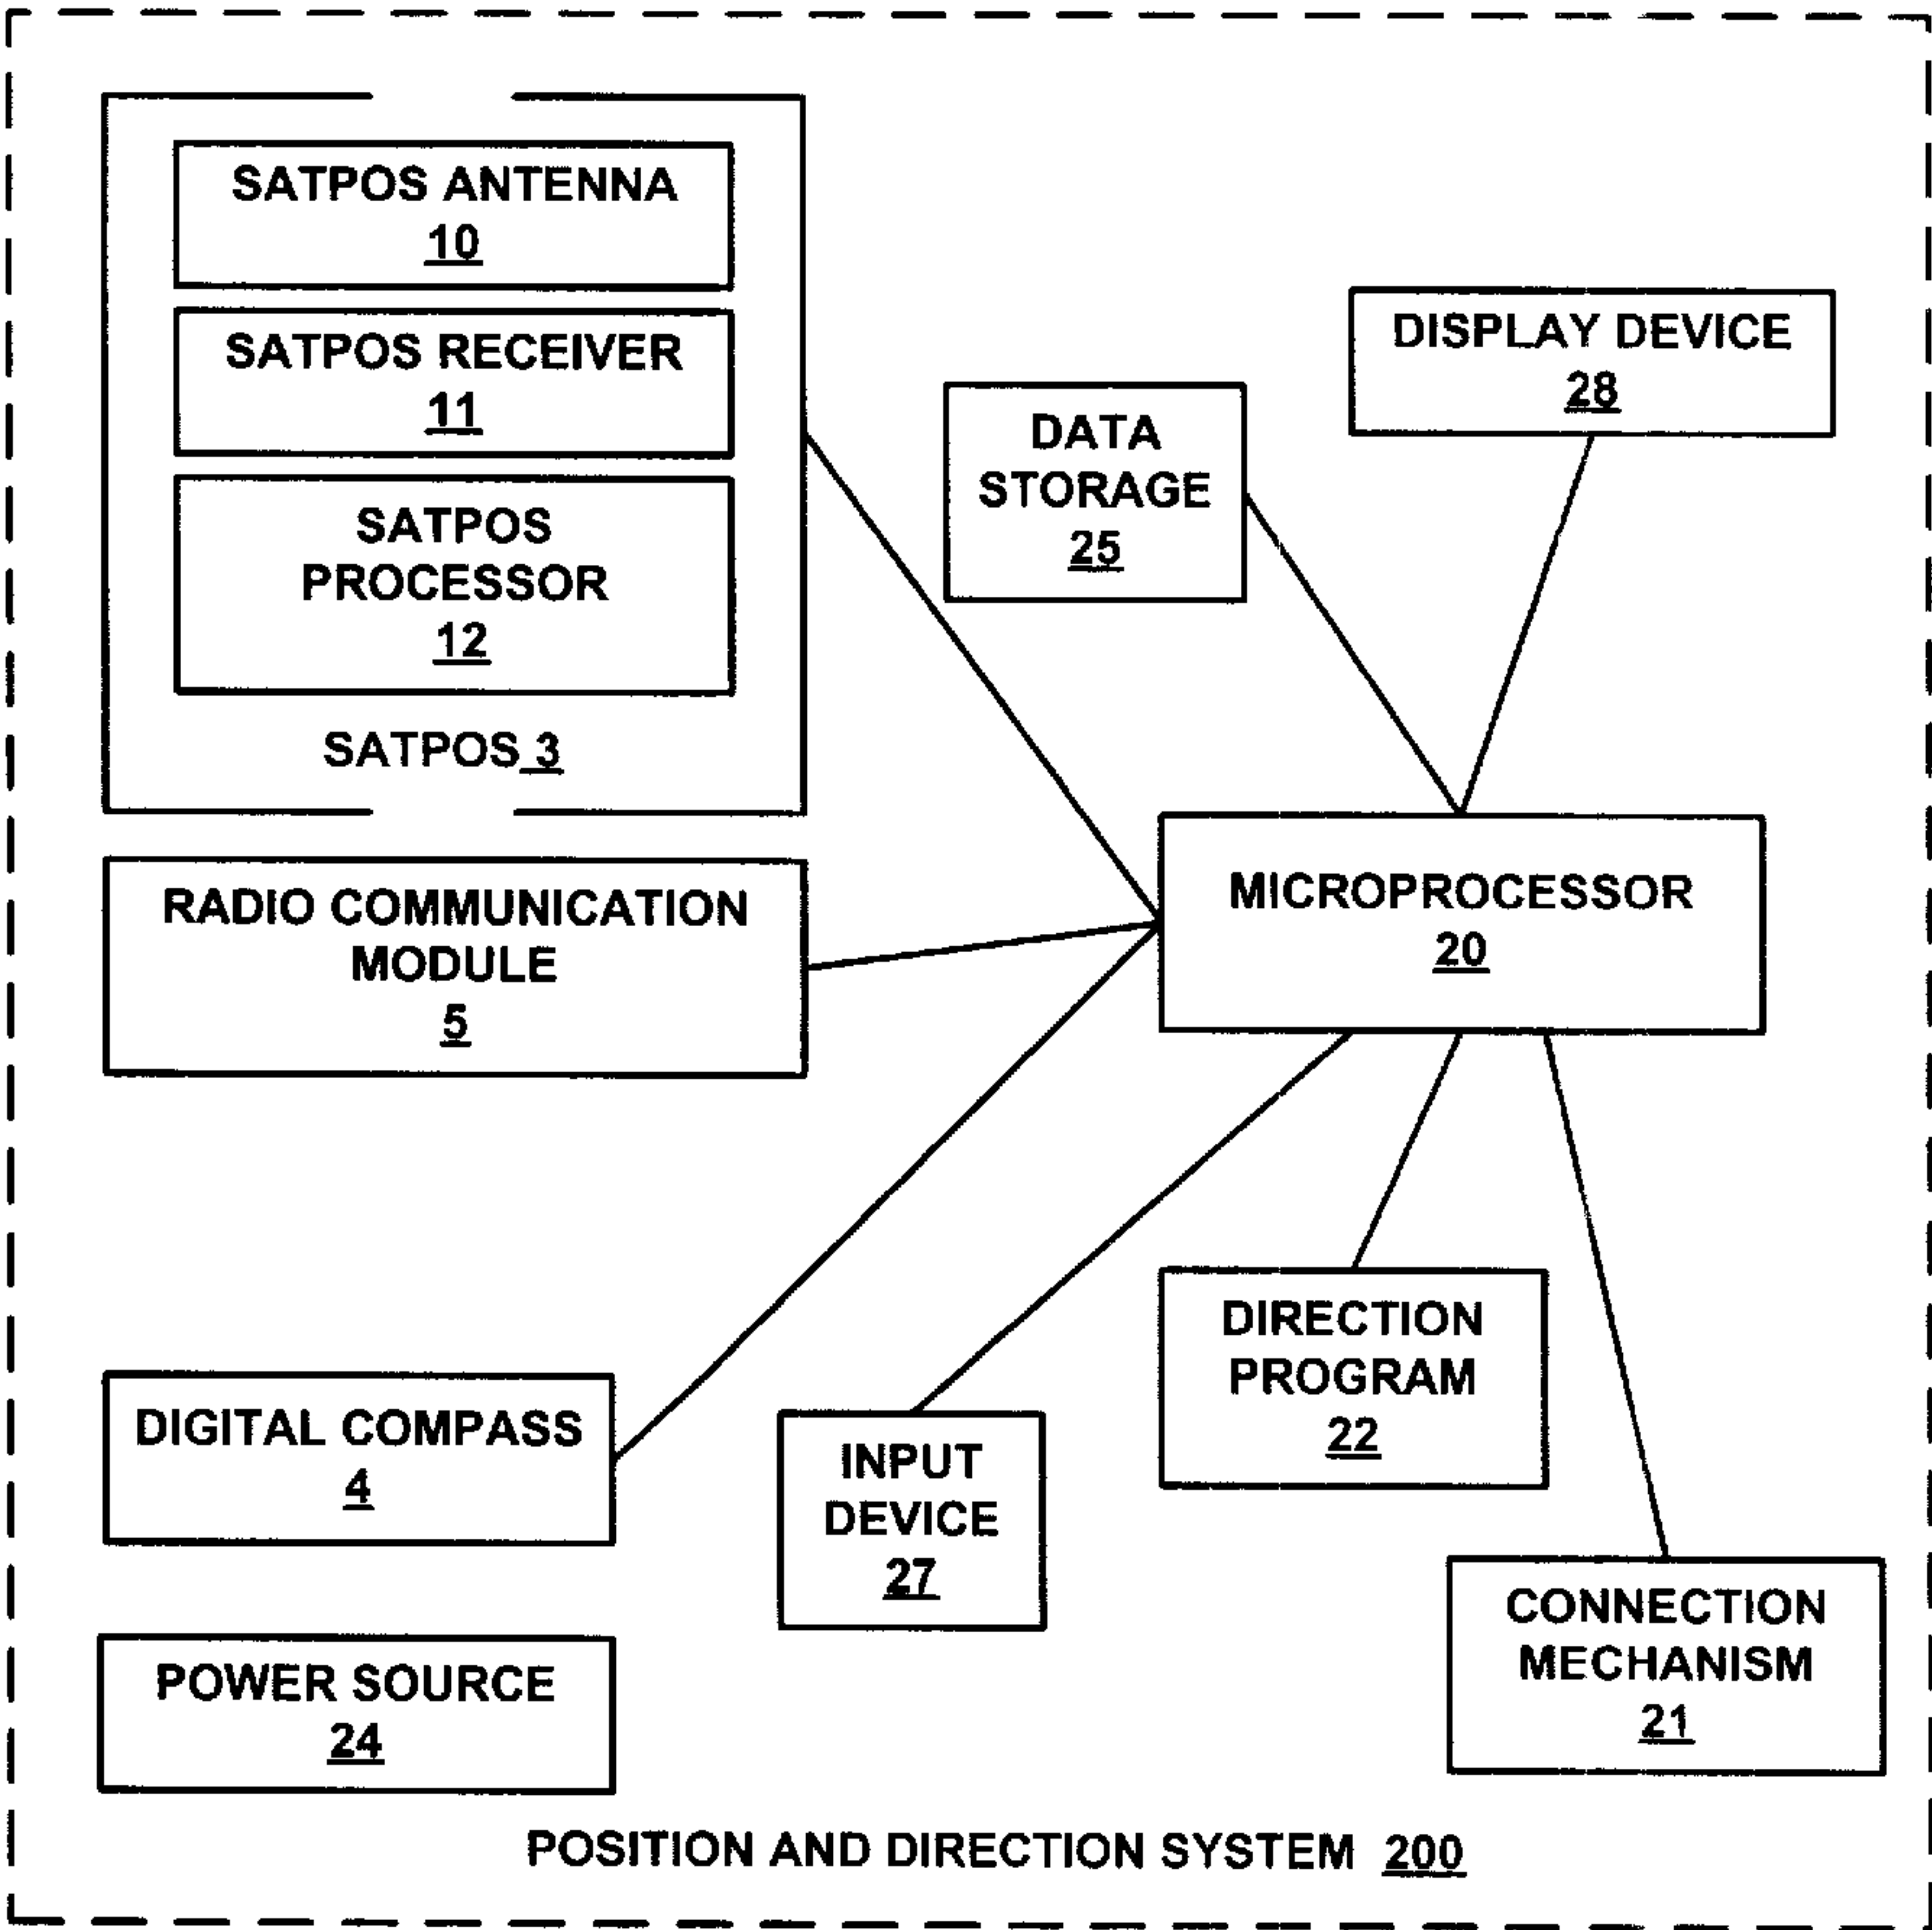 SATPOS ANTENNA
10
SATPOS RECEIVER
11
SATPOS
PROCESSOR
12
SATPOS 3
DISPLAY DEVICE
28
DATA
STORAGE
25
RADIO COMMUNICATION
MODULE
5
MICROPROCESSOR
20
DIGITAL COMPASS
4
INPUT
DEVICE
27
DIRECTION
PROGRAM
22
CONNECTION
MECHANISM
21
POWER SOURCE
24
POSITION AND DIRECTION SYSTEM 200